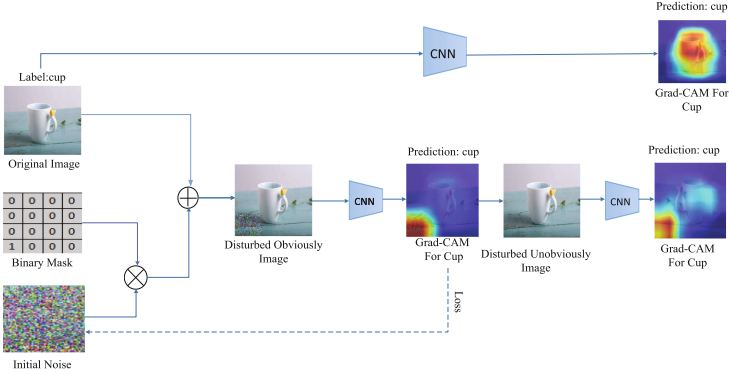 Prediction: cup
CNN
Grad-CAM For
Cup
Label:cup
Original Image
Prediction: cup
Prediction: cup
CNN
CNN
Disturbed Obviously
Image
Grad-CAM
For Cup
Disturbed Unobviously
Image
Grad-CAM
For Cup
0 0 0 0
0 0 0 0
0 0 0 0
1 0 0 0
Binary Mask
Loss
Initial Noise